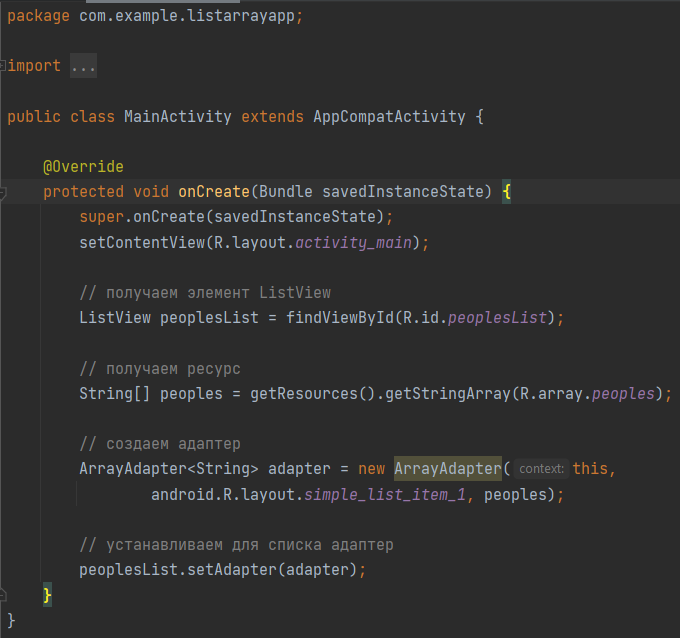 package com.example.listarrayapp;
import ...
public class MainActivity extends AppCompatActivity {
@Override
protected void onCreate(Bundle savedInstanceState) {
super.onCreate(savedInstanceState);
setContentView(R.layout.activity_main);
// получаем элемент ListView
ListView peoplesList = findViewById(R.id.peoplesList);
// получаем ресурс
String[] peoples = getResources().getStringArray(R.array.peoples);
// создаем адаптер
ArrayAdapter<String> adapter = new ArrayAdapter( context: this,
android.R.layout.simple_list_item_1, peoples);
// устанавливаем для списка адаптер
peoplesList.setAdapter(adapter);
}
}